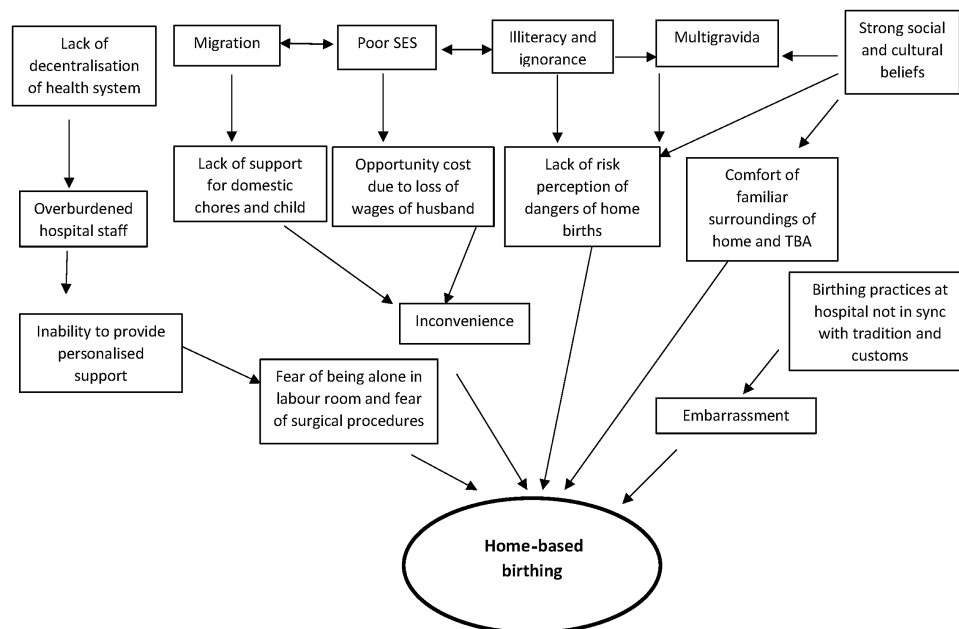 Lack of
decentralisation
of health system
Migration
Poor SES
Illiteracy and
ignorance
Multigravida
Strong social
and cultural
beliefs
Lack of support
for domestic
chores and child
Opportunity cost
due to loss of
wages of husband
Lack of risk
perception of
dangers of home
births
Comfort of
familiar
surroundings of
home and TBA
Overburdened
hospital staff
Birthing practices at
hospital not in sync
with tradition and
customs
Inability to provide
personalised
support
Inconvenience
Fear of being alone in
labour room and fear
of surgical procedures
Embarrassment
Home-based
birthing